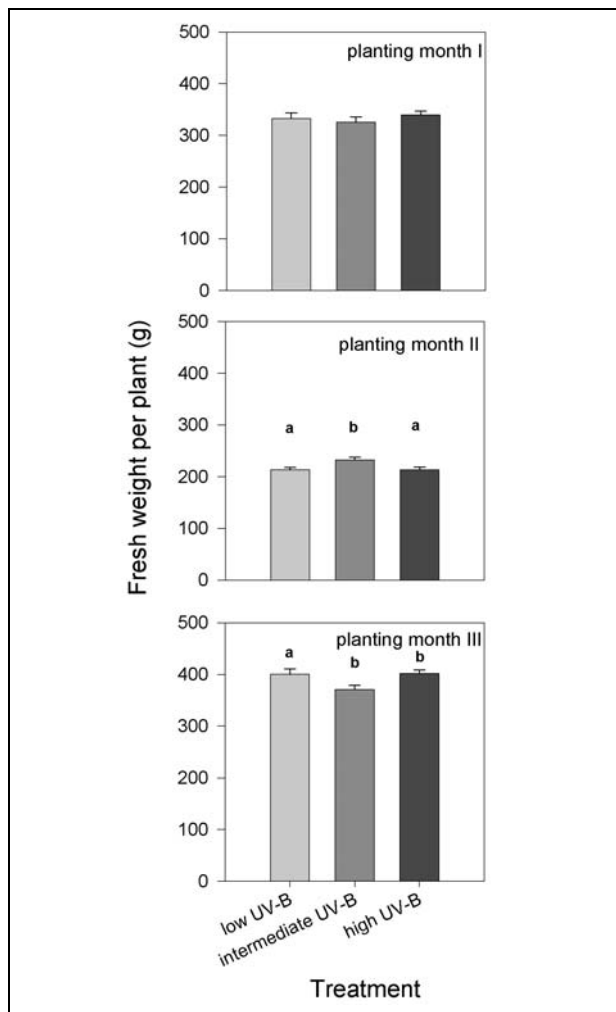 500
planting month I
400
300
200
100
0
500
planting month II
400
300
a
b
a
200
100
0
Fresh weight per plant (g)
500
planting month III
a
b
b
400
300
200
100
0
low UV-B
intermediate UV-B
high UV-B
Treatment